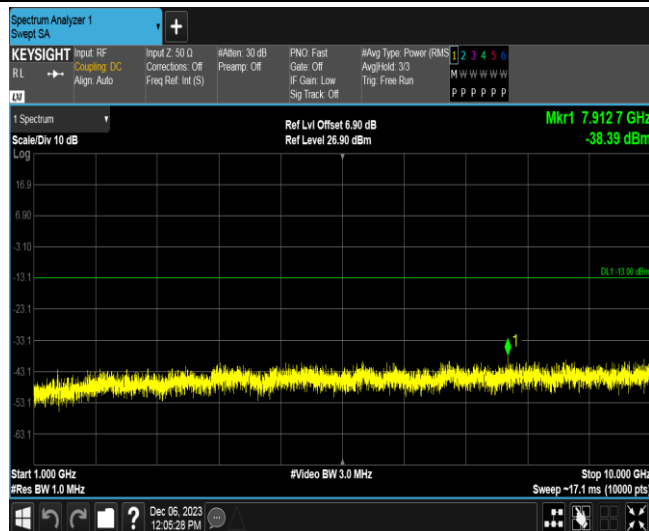 Spectrum Analyzer 1
Swept SA
KEYSIGHT
RL
Input: RF
Coupling: DC
Align: Auto
Input Z: 50 Ω
Corrections: Off
Freq Ref: Int (S)
#Atten: 30 dB
Preamp: Off
PNO: Fast
Gate: Off
IF Gain: Low
Sig Track: Off
#Avg Type: Power (RMS
Avg|Hold: 3/3
Trig: Free Run
1 2 3 4 5 6
M W W W W W
P P P P P P
1 Spectrum
Scale/Div 10 dB
Log
Ref Lvl Offset 6.90 dB
Ref Level 26.90 dBm
Mkr1 7.912 7 GHz
-38.39 dBm
16.9
6.90
-3.10
-13.1
DL1 -13.00 dBm
-23.1
-33.1
1
-43.1
-53.1
-63.1
Start 1.000 GHz
#Video BW 3.0 MHz
Stop 10.000 GHz
#Res BW 1.0 MHz
Sweep ~17.1 ms (10000 pts)
?
Dec 06, 2023
12:05:28 PM